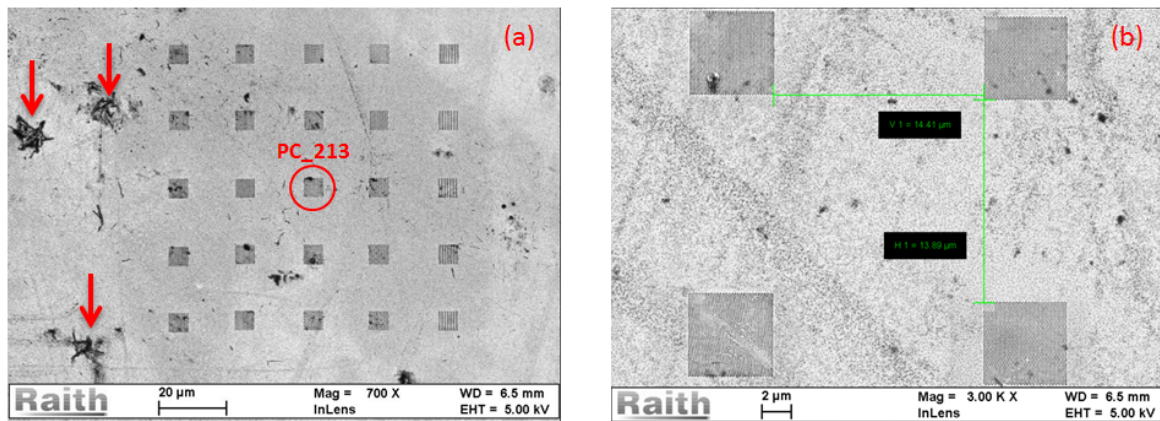 (a)
PC_213
Raith
20 µm
Mag = 700 X
InLens
WD = 6.5 mm
EHT = 5.00 kV
(b)
V 1 = 14.41 µm
H 1 = 13.89 µm
Raith
2 µm
Mag = 3.00 K X
InLens
WD = 6.5 mm
EHT = 5.00 kV